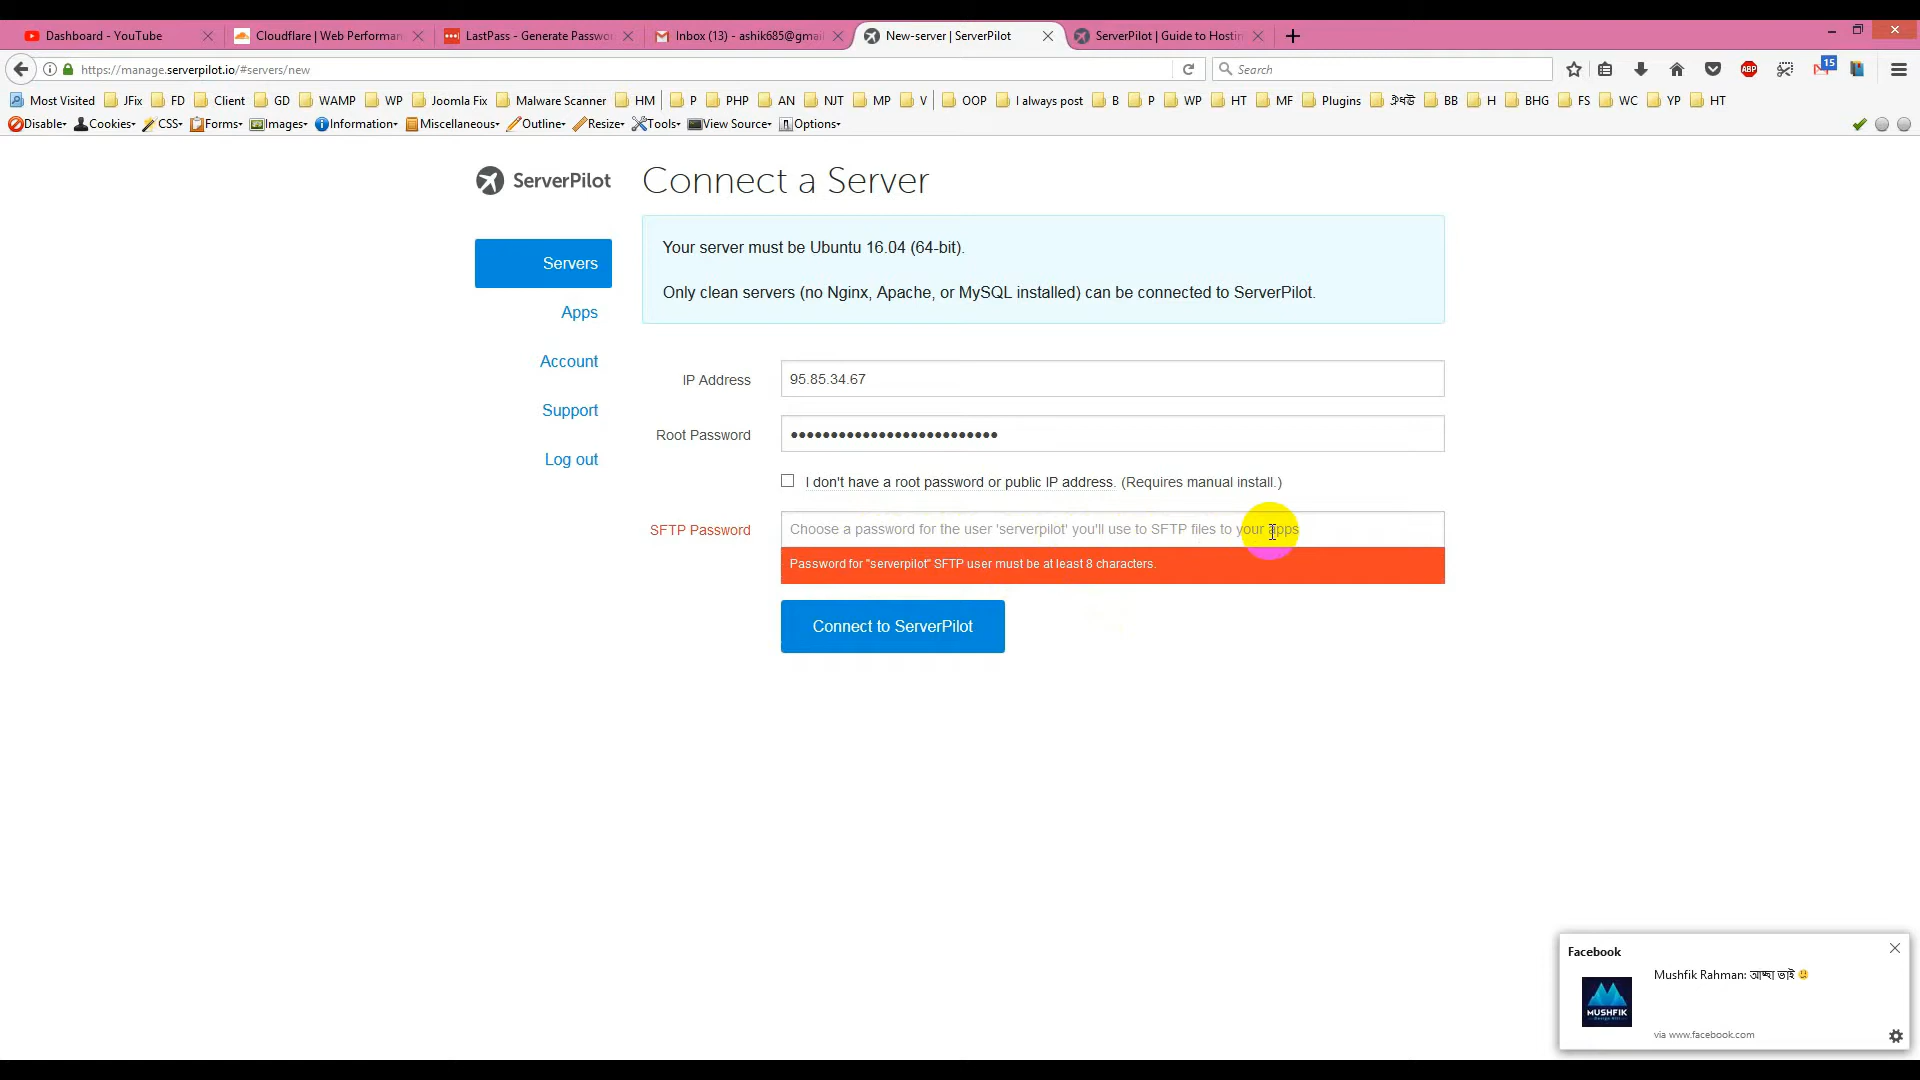 Dashboard - YouTube
Cloudflare | Web Performan
LastPass - Generate Passwo
Inbox (13) - ashik685@gmai
New-server | ServerPilot
ServerPilot | Guide to Hostin
https://manage.serverpilot.io/#servers/new
Search
ABP
15
Most Visited
JFix
FD
Client
GD
WAMP
WP
Joomla Fix
Malware Scanner
HM
P
PHP
AN
NJT
MP
V
OOP
I always post
B
P
WP
HT
MF
Plugins
BB
H
BHG
FS
WC
YP
HT
Disable
Cookies
CSS
Forms
Images
Information
Miscellaneous
Outline
Resize
Tools
View Source
Options
ServerPilot
Connect a Server
Servers
Apps
Account
Support
Log out
Your server must be Ubuntu 16.04 (64-bit).
Only clean servers (no Nginx, Apache, or MySQL installed) can be connected to ServerPilot.
IP Address
95.85.34.67
Root Password
I don't have a root password or public IP address. (Requires manual install.)
SFTP Password
Choose a password for the user 'serverpilot' you'll use to SFTP files to your apps
Password for "serverpilot" SFTP user must be at least 8 characters.
Connect to ServerPilot
Facebook
Mushfik Rahman: আচ্ছা ভাই
MUSHFIK
via www.facebook.com